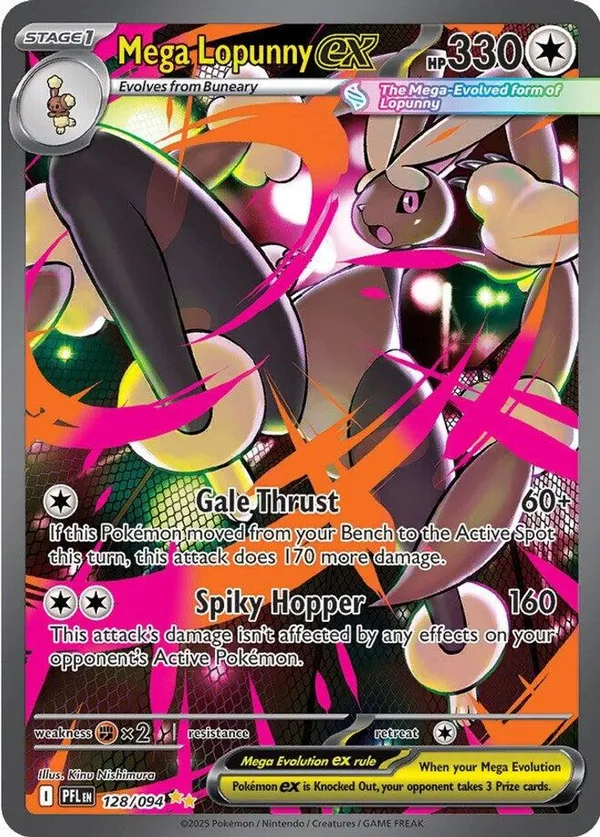 STAGE 1
Mega Lopunny ex
HP 330
Evolves from Buneary
The Mega-Evolved form of
Lopunny
Gale Thrust 60+
If this Pokémon moved from your Bench to the Active Spot
this turn, this attack does 170 more damage.
Spiky Hopper 160
This attack's damage isn't affected by any effects on your
opponent's Active Pokémon.
weakness ×2 resistance retreat
Illus. Kinu Nishimura
Mega Evolution ex rule
When your Mega Evolution
Pokémon ex is Knocked Out, your opponent takes 3 Prize cards.
I PFL EN 128/094
©2025 Pokémon / Nintendo / Creatures / GAME FREAK